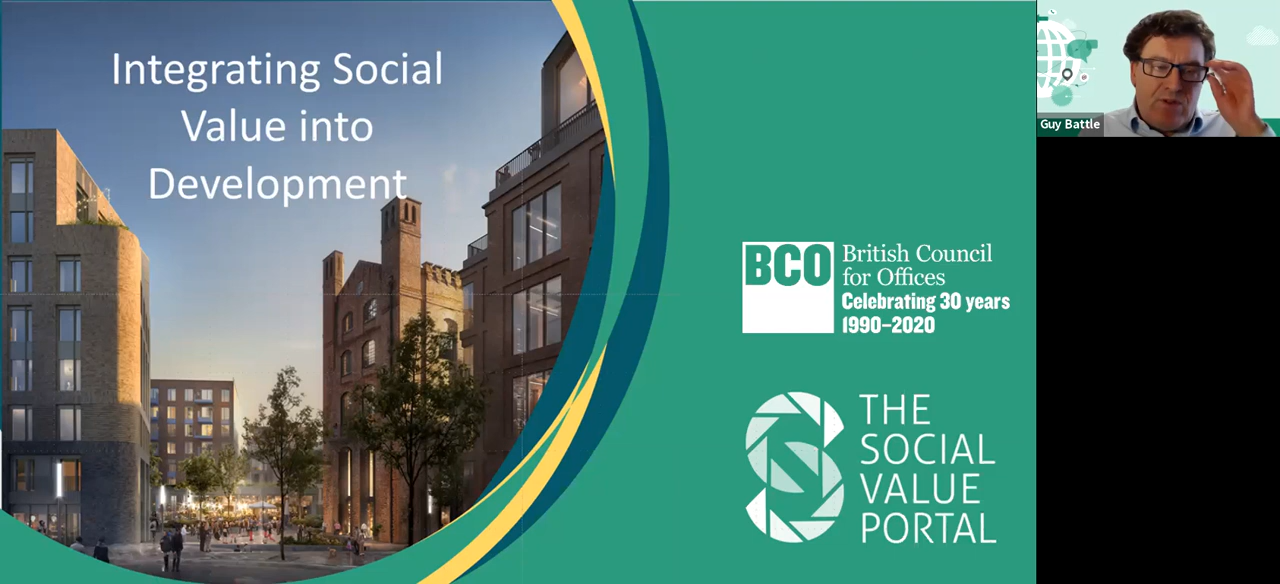 Integrating Social
Value into
Development
BCO
British Council
for Offices
Celebrating 30 years
1990–2020
THE
SOCIAL
VALUE
PORTAL
Guy Battle